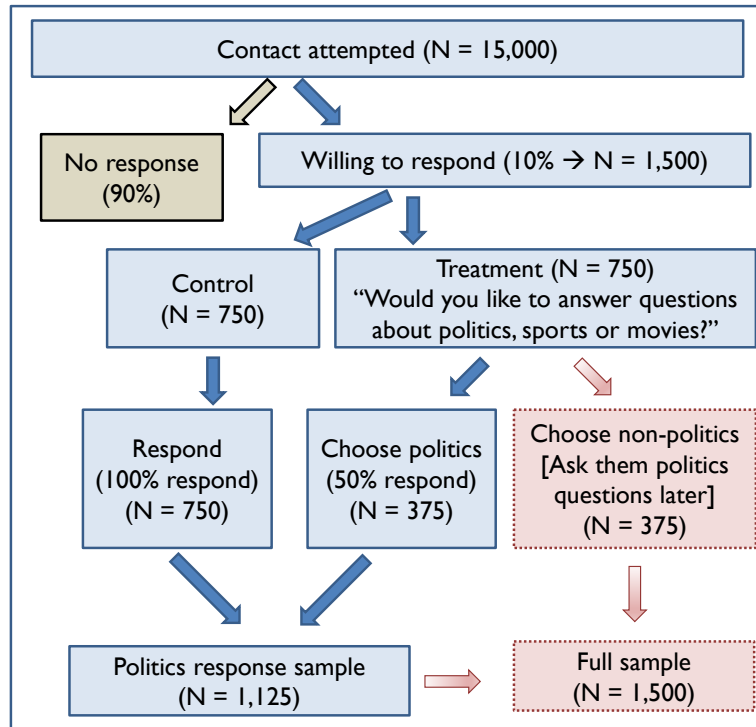 Contact attempted (N = 15,000)
No response
(90%)
Willing to respond (10% → N = 1,500)
Control
(N = 750)
Treatment (N = 750)
“Would you like to answer questions
about politics, sports or movies?”
Respond
(100% respond)
(N = 750)
Choose politics
(50% respond)
(N = 375)
Choose non-politics
[Ask them politics
questions later]
(N = 375)
Politics response sample
(N = 1,125)
Full sample
(N = 1,500)